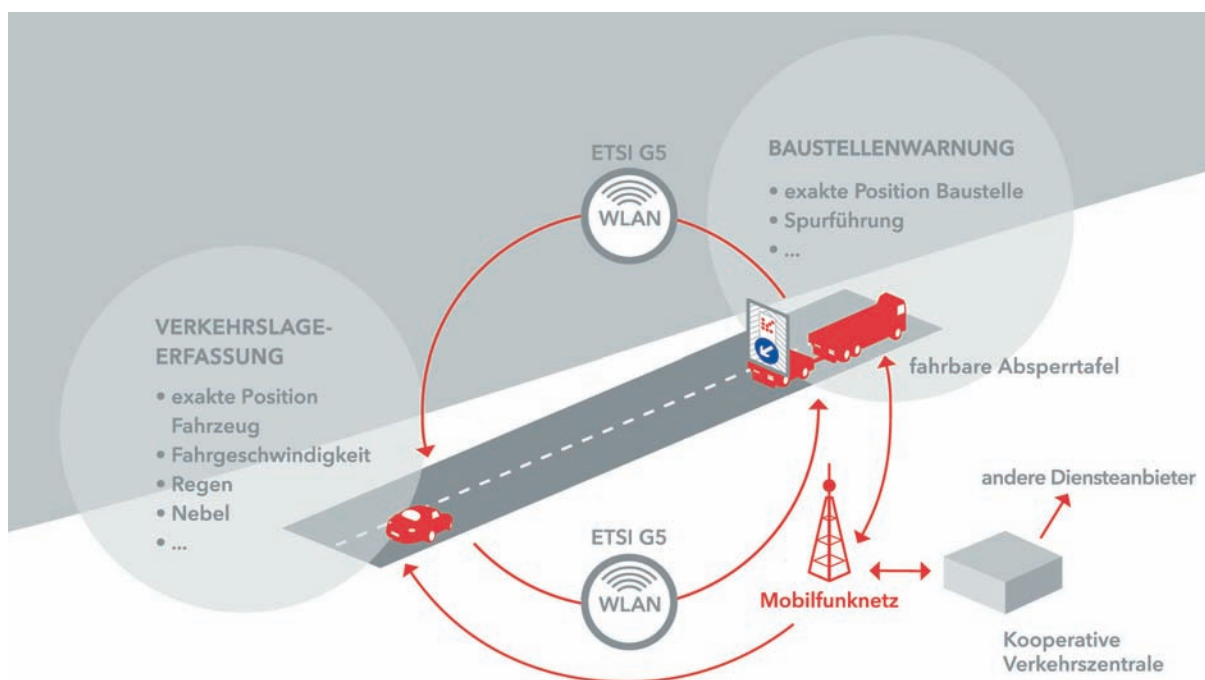 ETSI G5
WLAN
BAUSTELLENWARNUNG
• exakte Position Baustelle
• Spurführung
• ...
VERKEHRSLAGE-
ERFASSUNG
• exakte Position
Fahrzeug
• Fahrgeschwindigkeit
• Regen
• Nebel
• ...
fahrbare Absperrtafel
andere Diensteanbieter
ETSI G5
WLAN
Mobilfunknetz
Kooperative
Verkehrszentrale